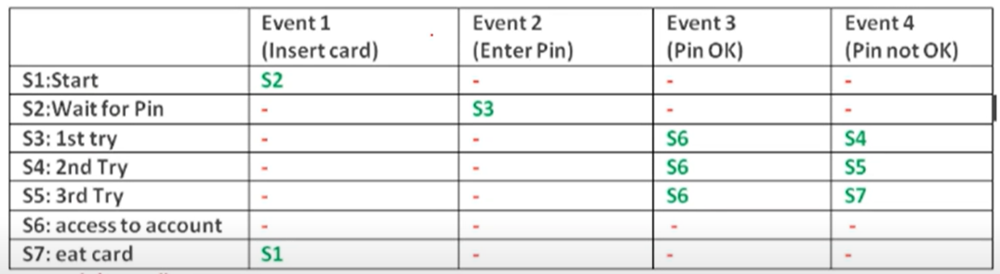 Event 1 Event 2 Event 3 Event 4
(Insert card) (Enter Pin) (Pin OK) (Pin not OK)
S1:Start S2 - - -
S2:Wait for Pin - S3 - -
S3: 1st try - - S6 S4
S4: 2nd Try - - S6 S5
S5: 3rd Try - - S6 S7
S6: access to account - - - -
S7: eat card S1 - - -